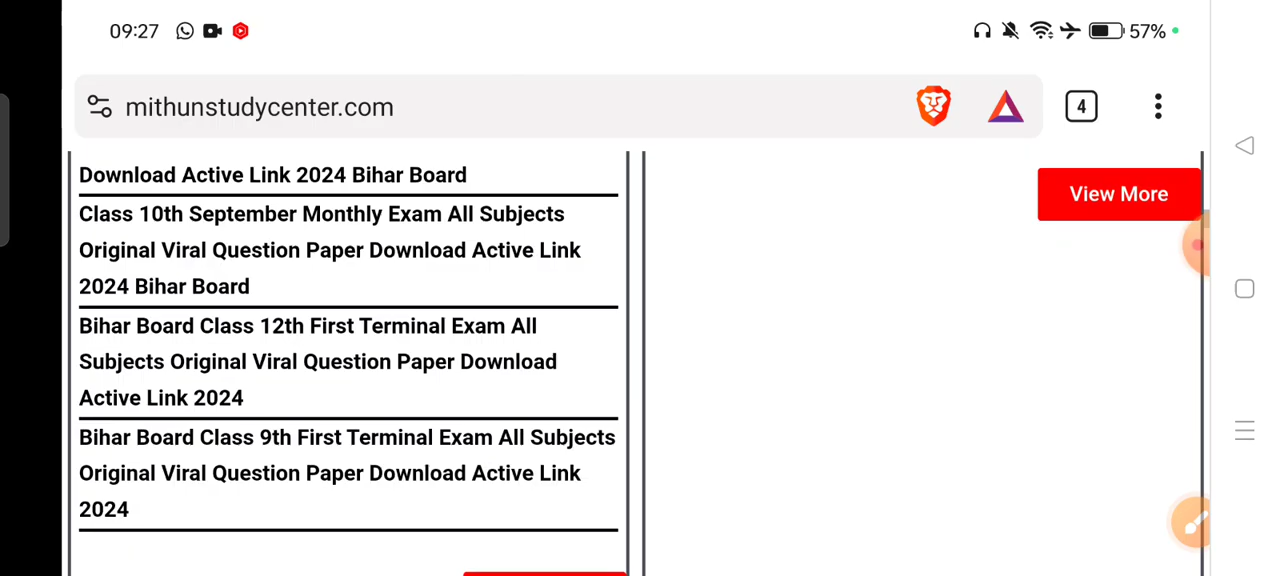 09:27
57%
mithunstudycenter.com
4
Download Active Link 2024 Bihar Board
Class 10th September Monthly Exam All Subjects
Original Viral Question Paper Download Active Link
2024 Bihar Board
Bihar Board Class 12th First Terminal Exam All
Subjects Original Viral Question Paper Download
Active Link 2024
Bihar Board Class 9th First Terminal Exam All Subjects
Original Viral Question Paper Download Active Link
2024
View More